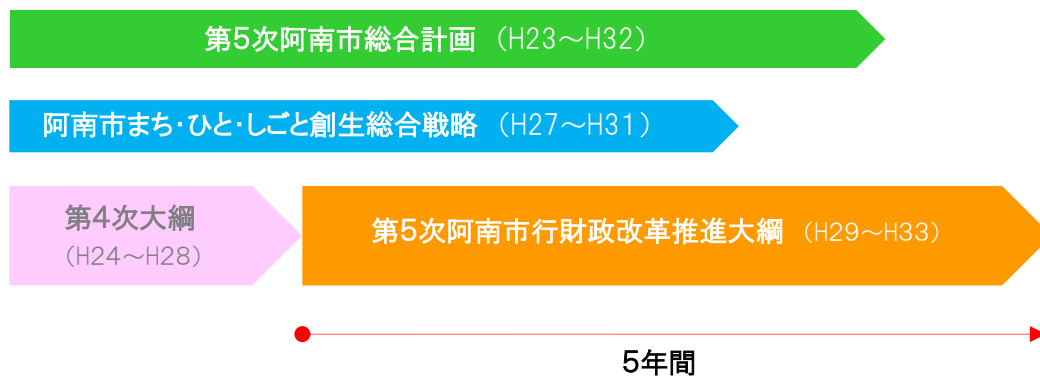 第5次阿南市総合計画 （H23～H32）
阿南市まち・ひと・しごと創生総合戦略 （H27～H31）
第4次大綱
（H24～H28）
第5次阿南市行財政改革推進大綱 （H29～H33）
5年間